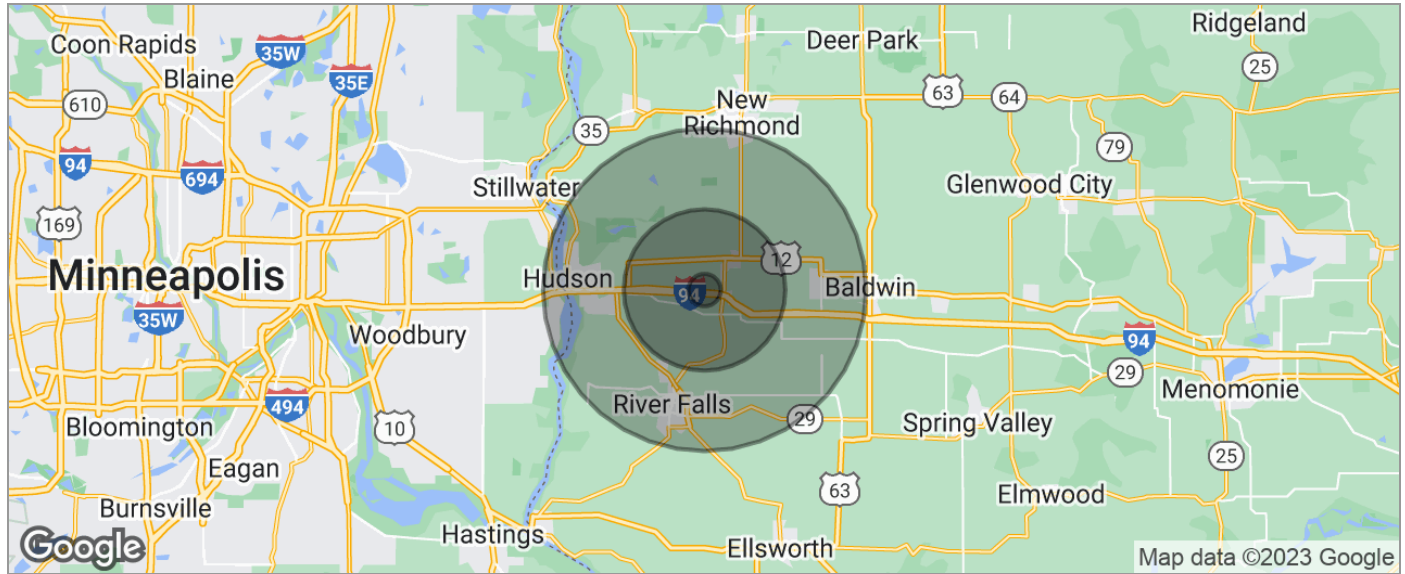 Ridgeland
Coon Rapids
35W
Deer Park
Blaine
35E
25
63
64
610
New
Richmond
35
79
94
694
Stillwater
Glenwood City
169
12
Minneapolis
Hudson
94
Baldwin
35W
Woodbury
94
29
Menomonie
494
River Falls
29
Spring Valley
Bloomington
10
25
Eagan
63
Elmwood
Burnsville
Hastings
Ellsworth
Google
Map data ©2023 Google